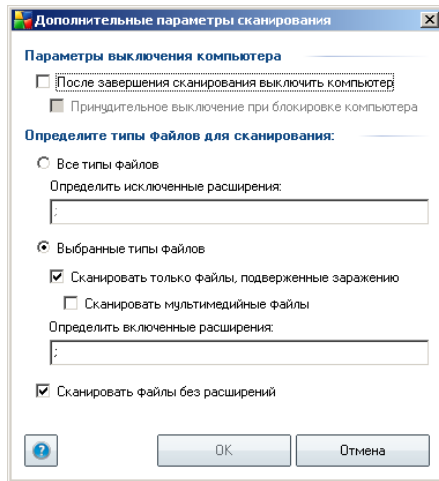 Дополнительные параметры сканирования
Параметры выключения компьютера
После завершения сканирования выключить компьютер
Принудительное выключение при блокировке компьютера
Определите типы файлов для сканирования:
Все типы файлов
Определить исключенные расширения:
;
Выбранные типы файлов
Сканировать только файлы, подверженные заражению
Сканировать мультимедийные файлы
Определить включенные расширения:
;
Сканировать файлы без расширений
?
OK
Отмена